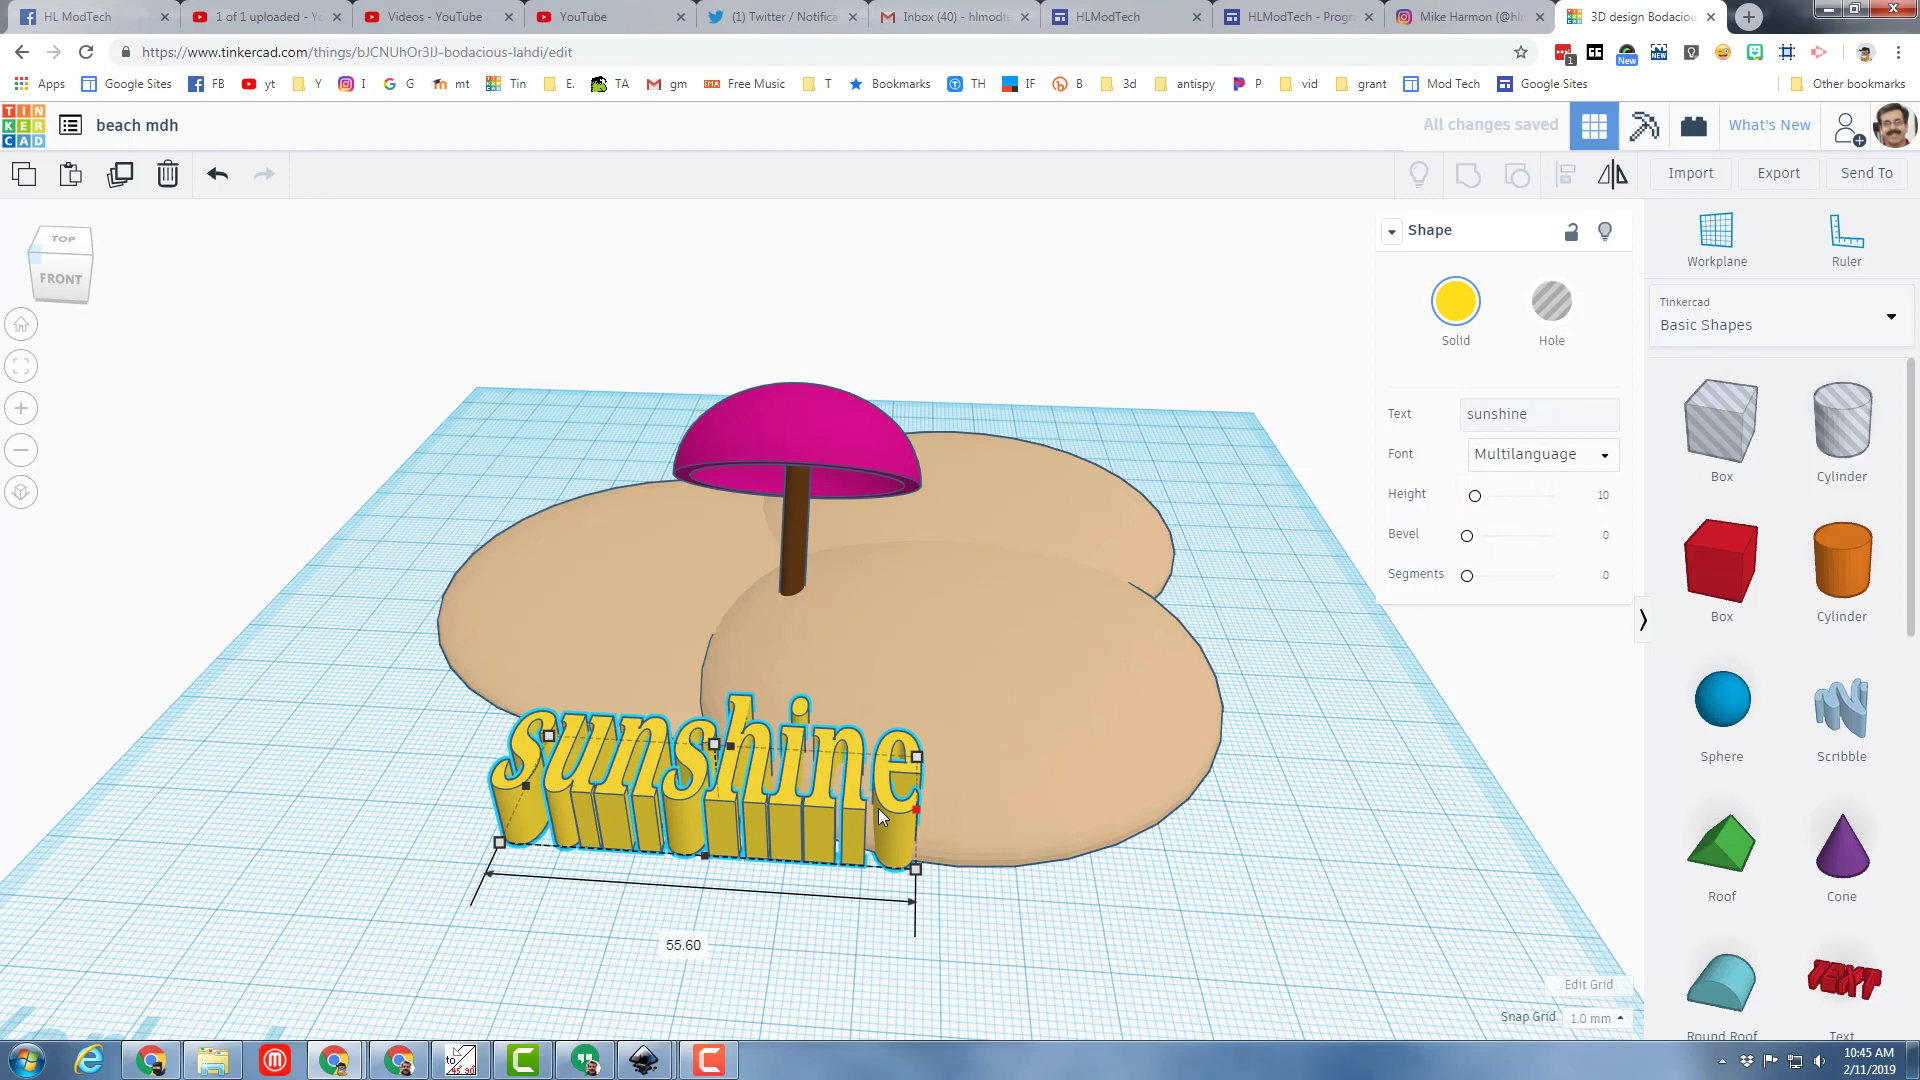 HL ModTech
1 of 1 uploaded - Yo
Videos - YouTube
YouTube
(1) Twitter / Notifica
Inbox (40) - hlmodte
HLModTech
HLModTech - Progr
Mike Harmon (@hln
3D design Bodaciou
https://www.tinkercad.com/things/bJCNUhOr3IJ-bodacious-lahdi/edit
1
New
Apps
Google Sites
FB
yt
Y
I
G
mt
Tin
E.
TA
gm
Free Music
T
Bookmarks
TH
IF
B
3d
antispy
P
vid
grant
Mod Tech
Google Sites
Other bookmarks
TIN
KER
CAD
beach mdh
All changes saved
What's New
Import
Export
Send To
TOP
FRONT
Shape
Solid
Hole
Text
sunshine
Font
Multilanguage
Height
10
Bevel
0
Segments
0
Workplane
Ruler
Tinkercad
Basic Shapes
Box
Cylinder
Box
Cylinder
Sphere
Scribble
Roof
Cone
TEXT
Round Roof
Text
sunshine
55.60
Edit Grid
Snap Grid
1.0 mm
10:45 AM
2/11/2019